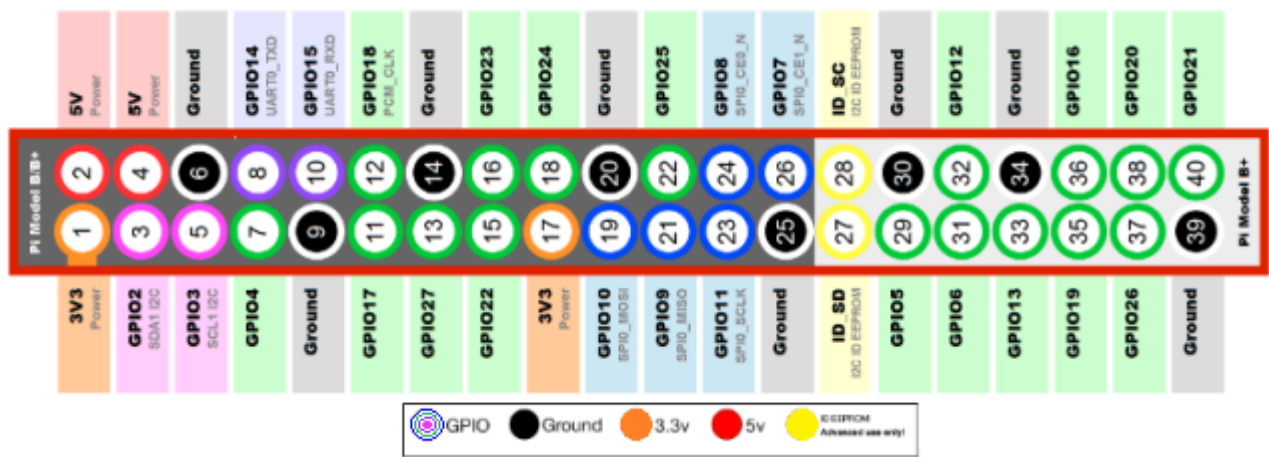 5V
Power
5V
Power
Ground
GPIO14
UART0_TXD
GPIO15
UART0_RXD
GPIO18
PCM_CLK
Ground
GPIO23
GPIO24
Ground
GPIO25
GPIO8
SPI0_CE0_N
GPIO7
SPI0_CE1_N
ID_SC
I2C ID EEPROM
Ground
GPIO12
Ground
GPIO16
GPIO20
GPIO21
Pi Model B/B+
2
4
6
8
10
12
14
16
18
20
22
24
26
28
30
32
34
36
38
40
1
3
5
7
9
11
13
15
17
19
21
23
25
27
29
31
33
35
37
39
Pi Model B+
3V3
Power
GPIO2
SDA1 I2C
GPIO3
SCL1 I2C
GPIO4
Ground
GPIO17
GPIO27
GPIO22
3V3
Power
GPIO10
SPI0_MOSI
GPIO9
SPI0_MISO
GPIO11
SPI0_SCLK
Ground
ID_SD
I2C ID EEPROM
GPIO5
GPIO6
GPIO13
GPIO19
GPIO26
Ground
GPIO
Ground
3.3v
5v
ID EEPROM
Advanced use only!